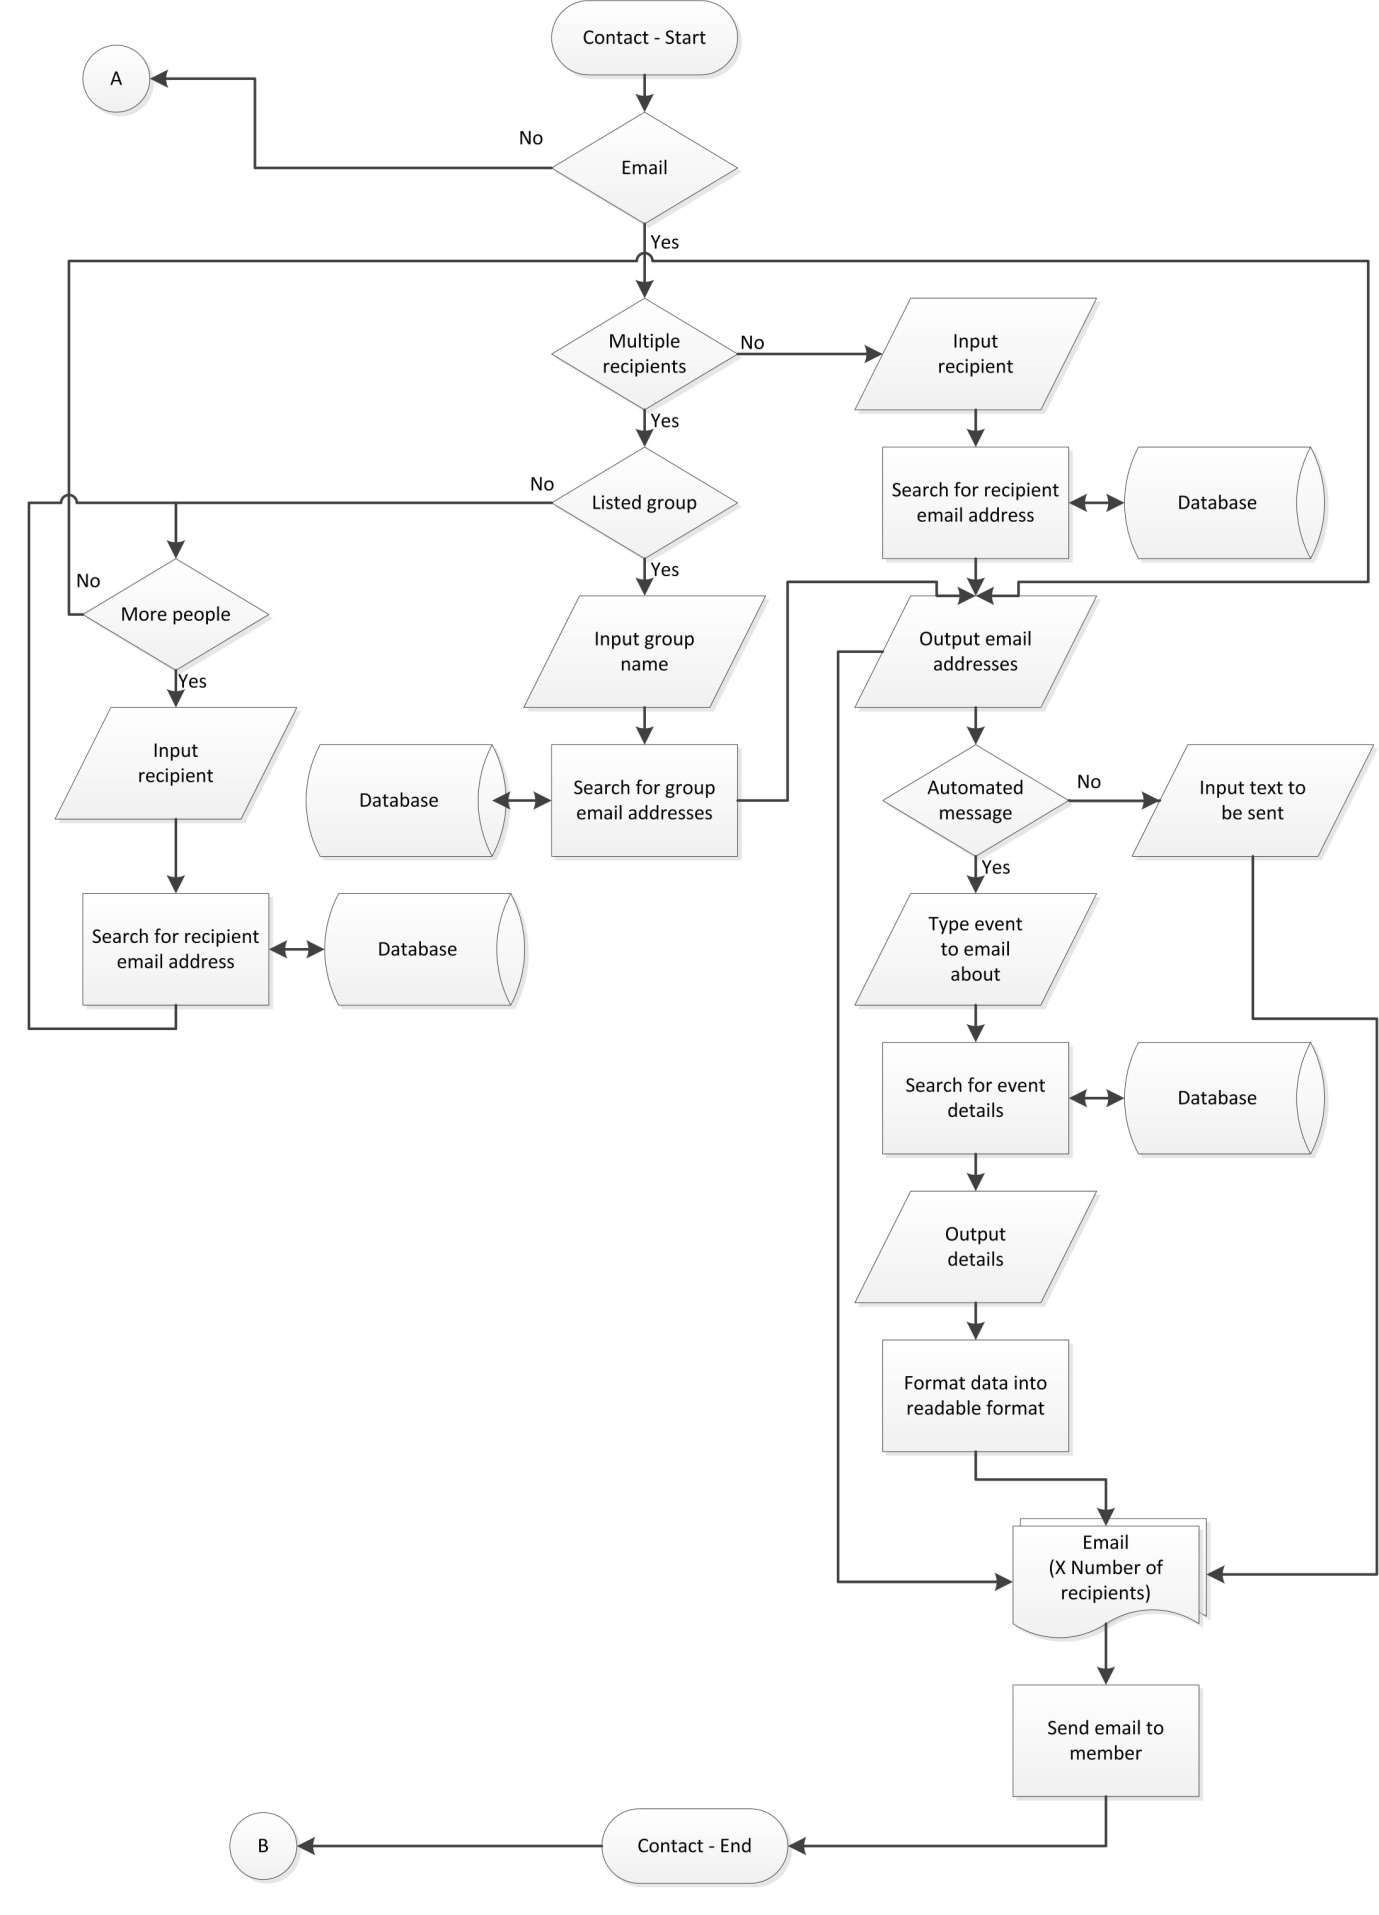 Contact - Start
A
No
Email
Yes
Multiple
recipients
No
Input
recipient
Yes
No
Listed group
Search for recipient
email address
Database
Yes
No
More people
Input group
name
Output email
addresses
Yes
Input
recipient
Database
Search for group
email addresses
Automated
message
No
Input text to
be sent
Yes
Search for recipient
email address
Database
Type event
to email
about
Search for event
details
Database
Output
details
Format data into
readable format
Email
(X Number of
recipients)
Send email to
member
B
Contact - End